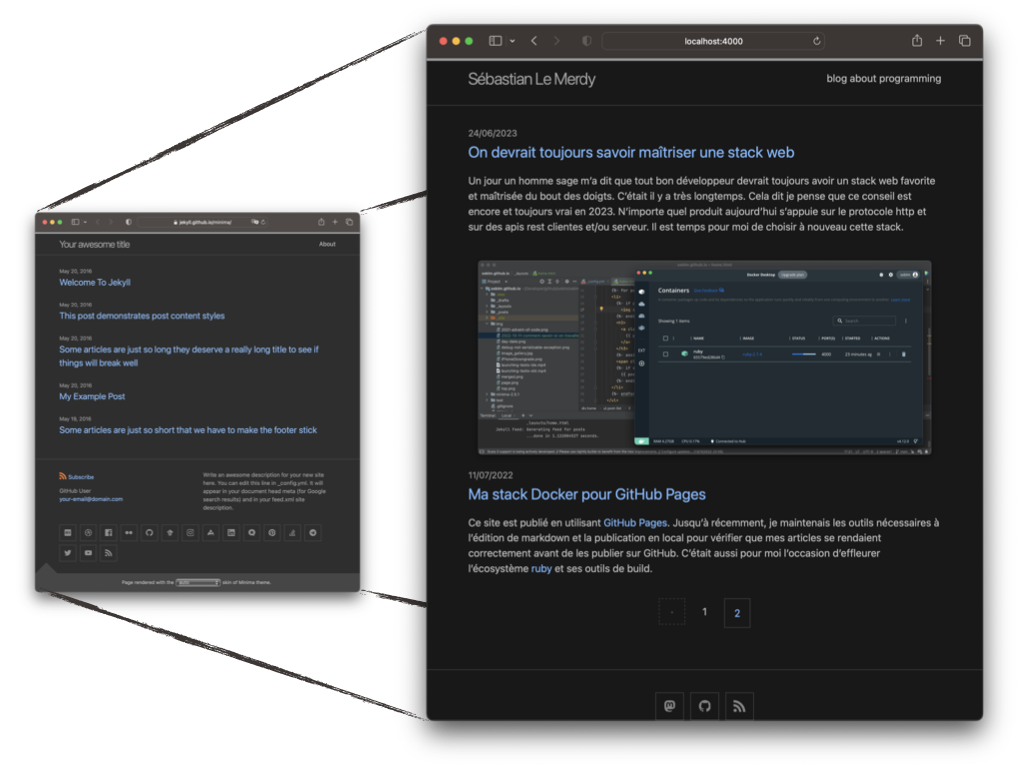 jekyll.github.io/minima/
Your awesome title
About
May 20, 2016
Welcome To Jekyll
May 20, 2016
This post demonstrates post content styles
May 20, 2016
Some articles are just so long they deserve a really long title to see if
things will break well
May 20, 2016
My Example Post
May 19, 2016
Some articles are just so short that we have to make the footer stick
Subscribe
GitHub User
your-email@domain.com
Write an awesome description for your new site
here. You can edit this line in _config.yml. It will
appear in your document head meta (for Google
search results) and in your feed.xml site
description.
Page rendered with the auto skin of Minima theme.
localhost:4000
Sébastian Le Merdy
blog about programming
24/06/2023
On devrait toujours savoir maîtriser une stack web
Un jour un homme sage m’a dit que tout bon développeur devrait toujours avoir un stack web favorite
et maîtrisée du bout des doigts. C’était il y a très longtemps. Cela dit je pense que ce conseil est
encore et toujours vrai en 2023. N’importe quel produit aujourd’hui s’appuie sur le protocole http et
sur des apis rest clientes et/ou serveur. Il est temps pour moi de choisir à nouveau cette stack.
Docker Desktop
Containers
Showing 1 items
Search
NAME IMAGE STATUS PORT(S) STARTED ACTIONS
ruby
4000
11/07/2022
Ma stack Docker pour GitHub Pages
Ce site est publié en utilisant GitHub Pages. Jusqu’à récemment, je maintenais les outils nécessaires à
l’édition de markdown et la publication en local pour vérifier que mes articles se rendaient
correctement avant de les publier sur GitHub. C’était aussi pour moi l’occasion d’effleurer
l’écosystème ruby et ses outils de build.
· 1 2